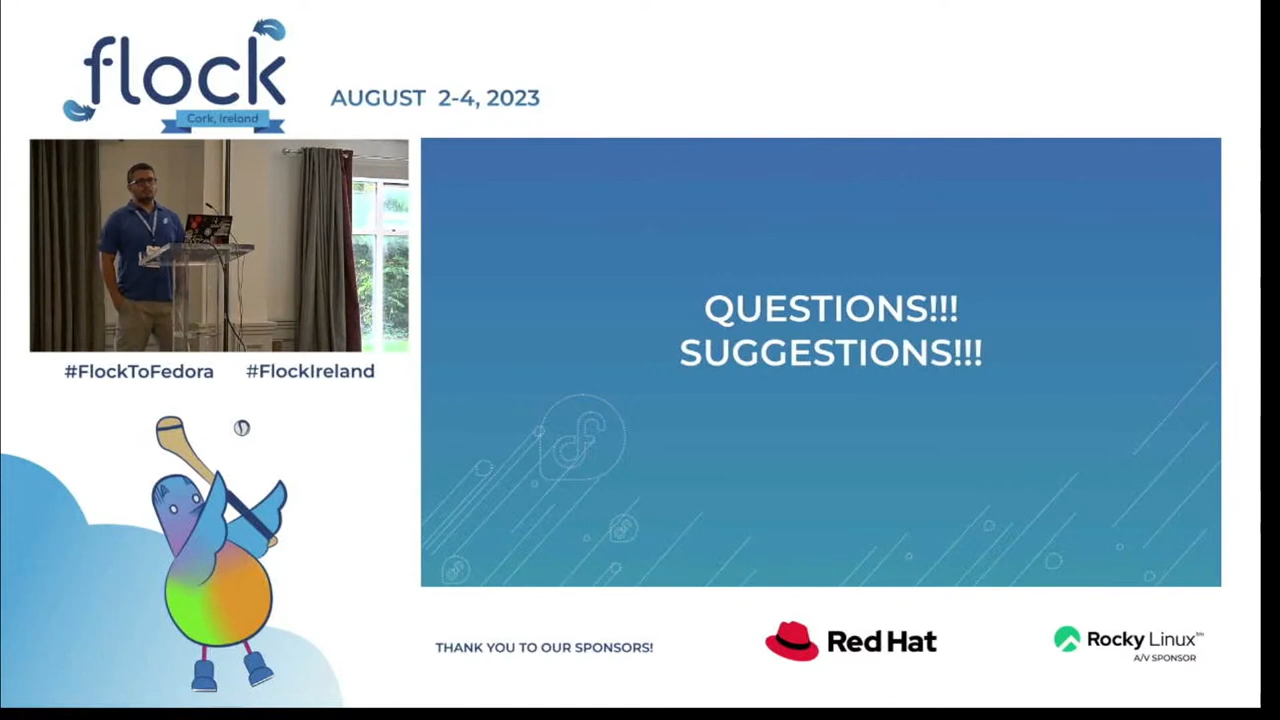 flock
Cork, Ireland
AUGUST 2-4, 2023
#FlockToFedora #FlockIreland
QUESTIONS!!!
SUGGESTIONS!!!
THANK YOU TO OUR SPONSORS!
Red Hat
Rocky Linux™
A/V SPONSOR